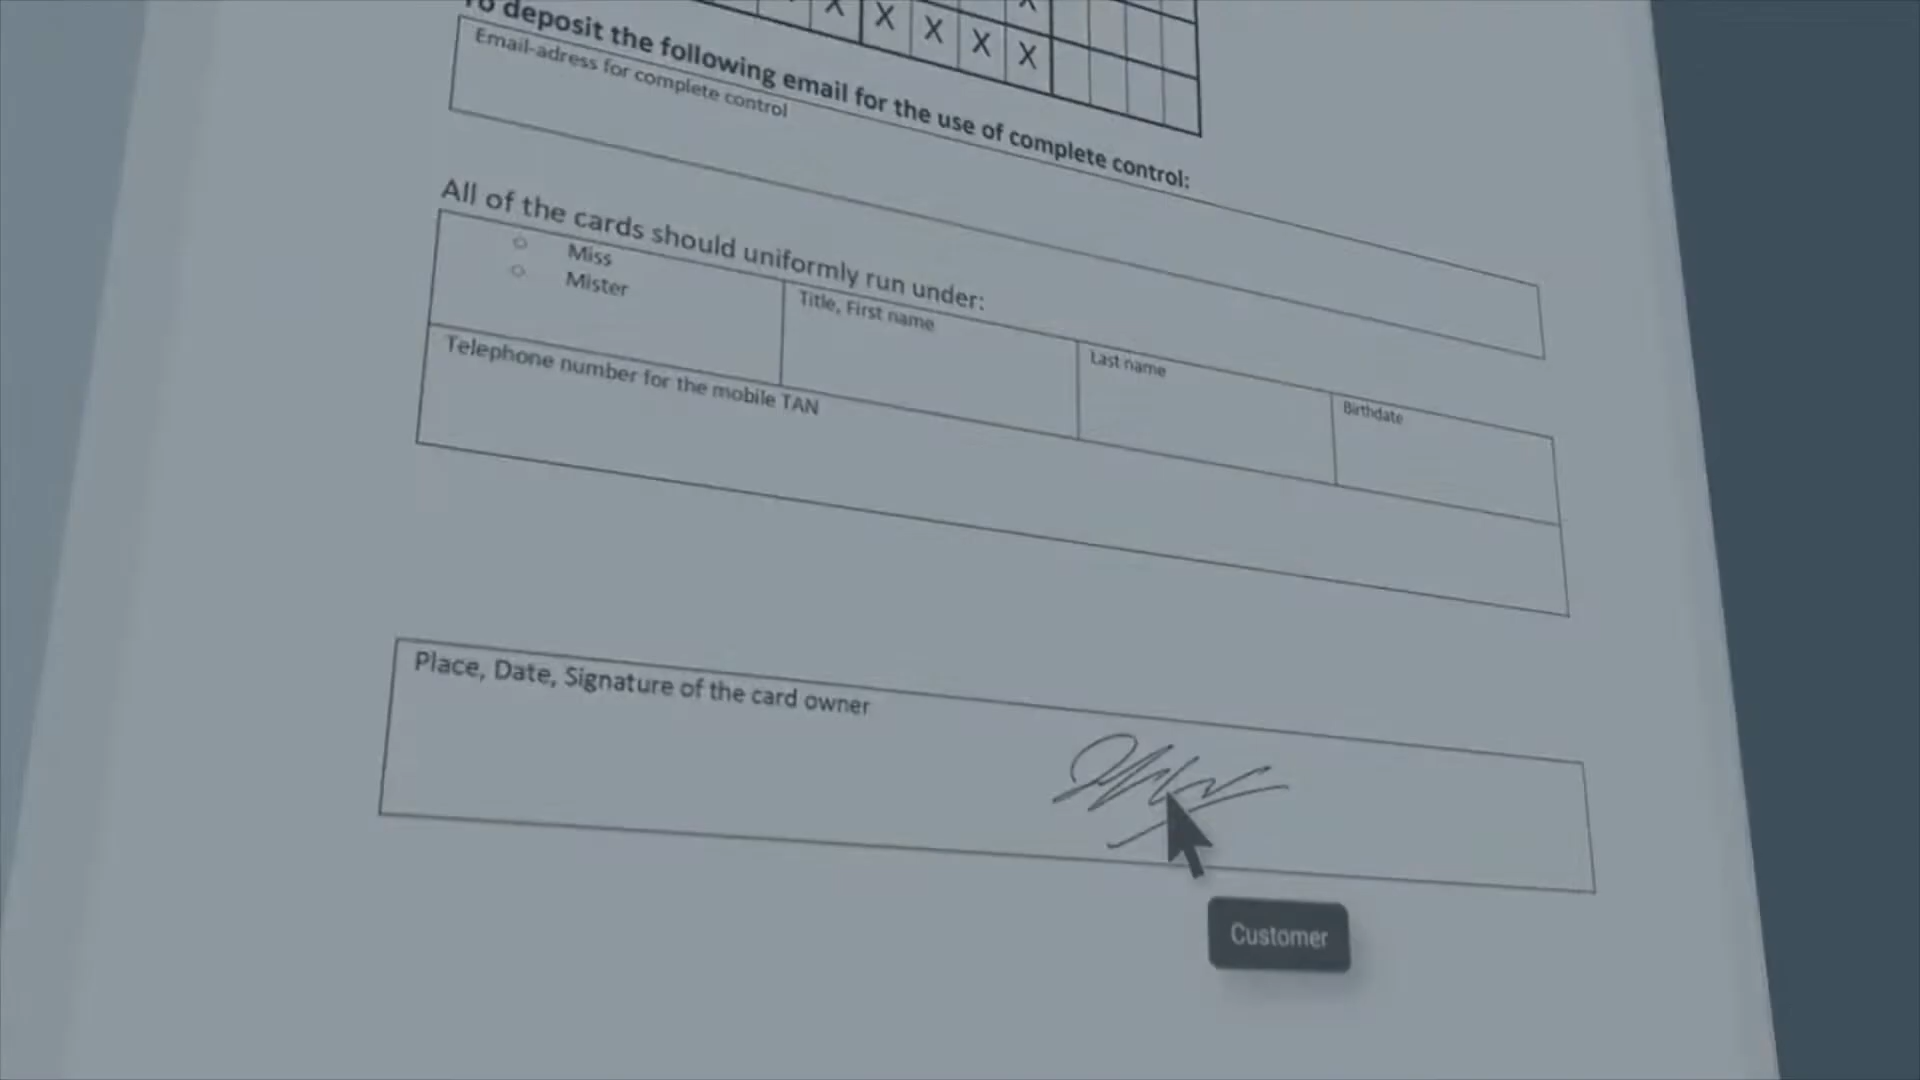 X X X X X
X
To deposit the following email for the use of complete control:
Email-adress for complete control
All of the cards should uniformly run under:
Miss
Mister
Title, First name
Last name
Birthdate
Telephone number for the mobile TAN
Place, Date, Signature of the card owner
Customer